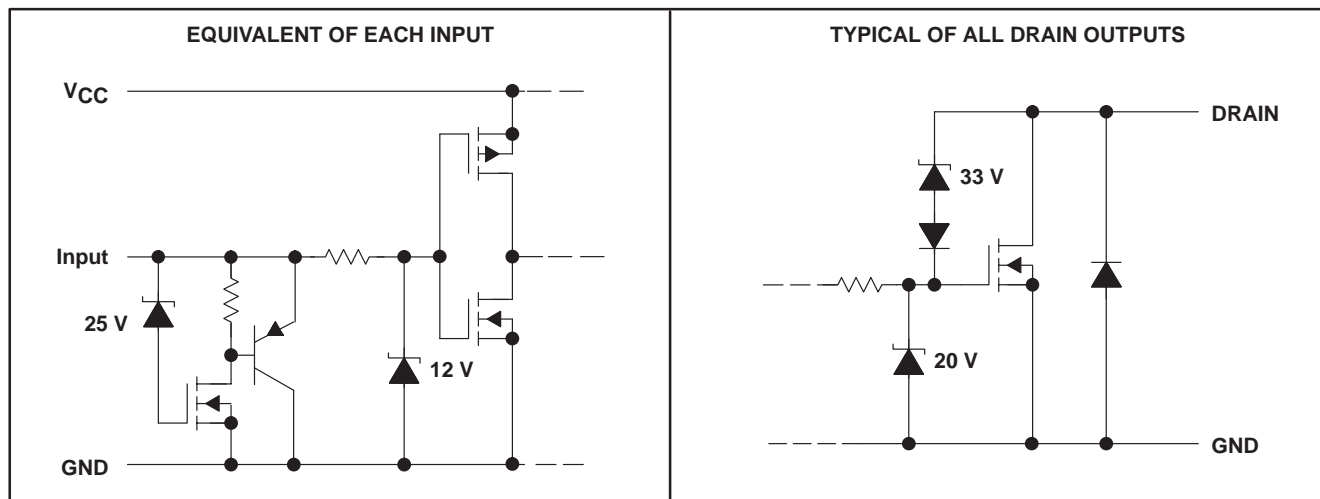 EQUIVALENT OF EACH INPUT
VCC
Input
25 V
12 V
GND
TYPICAL OF ALL DRAIN OUTPUTS
DRAIN
33 V
20 V
GND